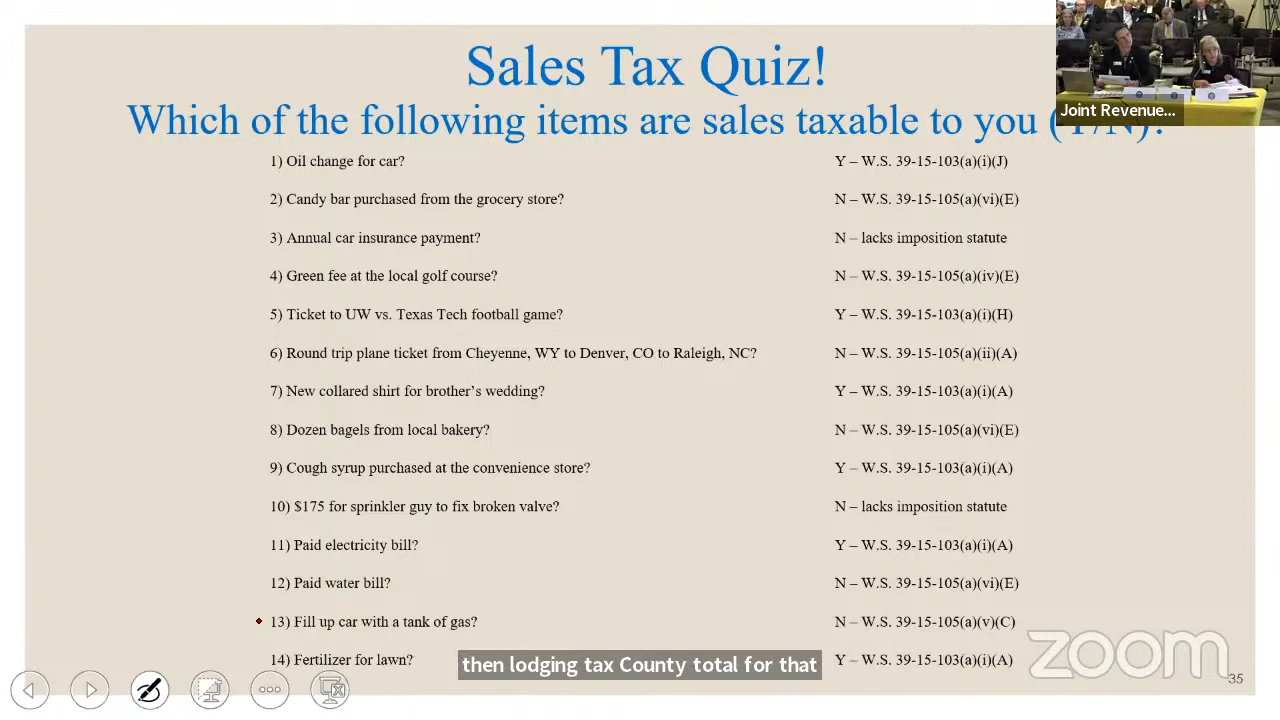 Sales Tax Quiz!
Which of the following items are sales taxable to you (Y/N)?
Joint Revenue...
1) Oil change for car? Y – W.S. 39-15-103(a)(i)(J)
2) Candy bar purchased from the grocery store? N – W.S. 39-15-105(a)(vi)(E)
3) Annual car insurance payment? N – lacks imposition statute
4) Green fee at the local golf course? N – W.S. 39-15-105(a)(iv)(E)
5) Ticket to UW vs. Texas Tech football game? Y – W.S. 39-15-103(a)(i)(H)
6) Round trip plane ticket from Cheyenne, WY to Denver, CO to Raleigh, NC? N – W.S. 39-15-105(a)(ii)(A)
7) New collared shirt for brother’s wedding? Y – W.S. 39-15-103(a)(i)(A)
8) Dozen bagels from local bakery? N – W.S. 39-15-105(a)(vi)(E)
9) Cough syrup purchased at the convenience store? Y – W.S. 39-15-103(a)(i)(A)
10) $175 for sprinkler guy to fix broken valve? N – lacks imposition statute
11) Paid electricity bill? Y – W.S. 39-15-103(a)(i)(A)
12) Paid water bill? N – W.S. 39-15-105(a)(vi)(E)
13) Fill up car with a tank of gas? N – W.S. 39-15-105(a)(v)(C)
14) Fertilizer for lawn? Y – W.S. 39-15-103(a)(i)(A)
then lodging tax County total for that
zoom
35